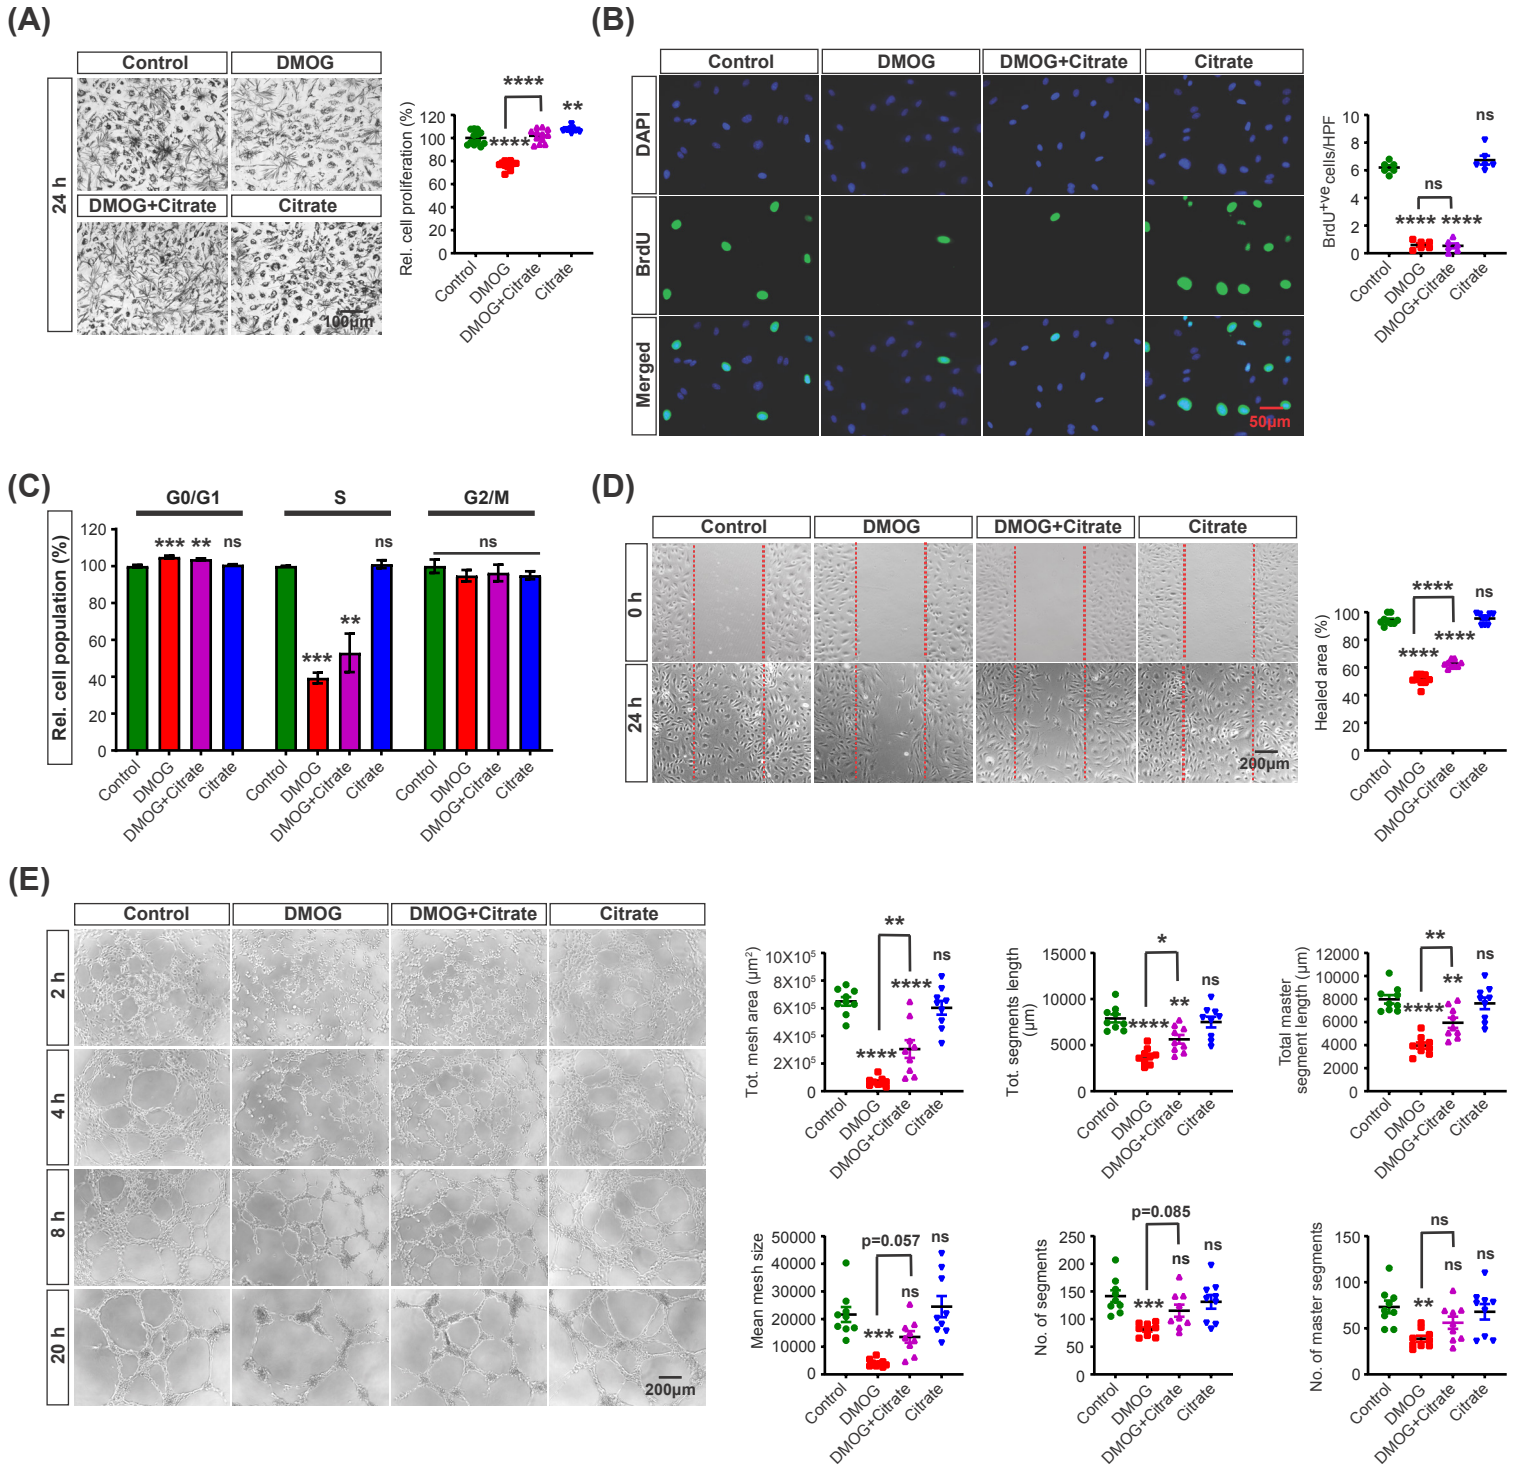 (A)
Control
DMOG
24 h
DMOG+Citrate
Citrate
100µm
Rel. cell proliferation (%)
120
100
80
60
40
20
0
****
****
**
Control
DMOG
DMOG+Citrate
Citrate
(B)
Control
DMOG
DMOG+Citrate
Citrate
DAPI
BrdU
Merged
50µm
BrdU+ve cells/HPF
10
8
6
4
2
0
ns
ns
**** ****
Control
DMOG
DMOG+Citrate
Citrate
(C)
G0/G1
S
G2/M
Rel. cell population (%)
120
100
80
60
40
20
0
*** ** ns
*** ** ns
ns
Control
DMOG
DMOG+Citrate
Citrate
Control
DMOG
DMOG+Citrate
Citrate
Control
DMOG
DMOG+Citrate
Citrate
(D)
Control
DMOG
DMOG+Citrate
Citrate
0 h
24 h
200µm
Healed area (%)
100
80
60
40
20
0
****
ns
****
****
Control
DMOG
DMOG+Citrate
Citrate
(E)
Control
DMOG
DMOG+Citrate
Citrate
2 h
4 h
8 h
20 h
200µm
Tot. mesh area (µm²)
10X10⁵
8X10⁵
6X10⁵
4X10⁵
2X10⁵
0
**
ns
****
****
Control
DMOG
DMOG+Citrate
Citrate
Tot. segments length
(µm)
15000
10000
5000
0
*
ns
**
****
Control
DMOG
DMOG+Citrate
Citrate
Total master
segment length (µm)
12000
10000
8000
6000
4000
2000
0
**
ns
**
****
Control
DMOG
DMOG+Citrate
Citrate
Mean mesh size
50000
40000
30000
20000
10000
0
p=0.057
ns
ns
***
Control
DMOG
DMOG+Citrate
Citrate
No. of segments
250
200
150
100
50
0
p=0.085
ns
ns
***
Control
DMOG
DMOG+Citrate
Citrate
No. of master segments
150
100
50
0
ns
ns
ns
**
Control
DMOG
DMOG+Citrate
Citrate